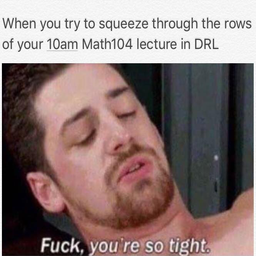 When you try to squeeze through the rows
of your 10am Math104 lecture in DRL
Fuck, you're so tight.